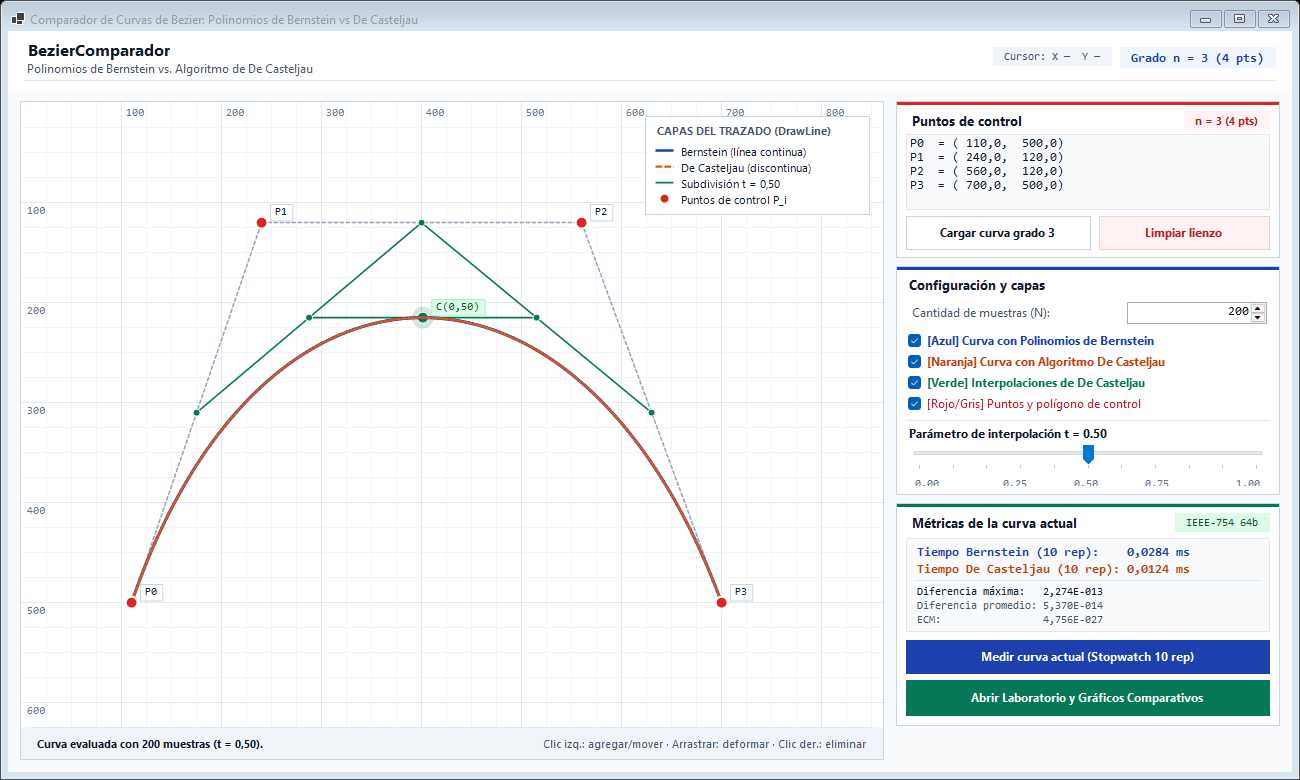 Comparador de Curvas de Bezier: Polinomios de Bernstein vs De Casteljau
BezierComparador
Polinomios de Bernstein vs. Algoritmo de De Casteljau
Cursor: X — Y —
Grado n = 3 (4 pts)
100 200 300 400 500 600 700 800
CAPAS DEL TRAZADO (DrawLine)
Bernstein (línea continua)
De Casteljau (discontinua)
Subdivisión t = 0,50
Puntos de control P_i
100
P1
P2
200
C(0,50)
300
400
P0
P3
500
600
Curva evaluada con 200 muestras (t = 0,50).
Clic izq.: agregar/mover · Arrastrar: deformar · Clic der.: eliminar
Puntos de control
n = 3 (4 pts)
P0 = ( 110,0, 500,0)
P1 = ( 240,0, 120,0)
P2 = ( 560,0, 120,0)
P3 = ( 700,0, 500,0)
Cargar curva grado 3
Limpiar lienzo
Configuración y capas
Cantidad de muestras (N):
200
[Azul] Curva con Polinomios de Bernstein
[Naranja] Curva con Algoritmo De Casteljau
[Verde] Interpolaciones de De Casteljau
[Rojo/Gris] Puntos y polígono de control
Parámetro de interpolación t = 0.50
0.00 0.25 0.50 0.75 1.00
Métricas de la curva actual
IEEE-754 64b
Tiempo Bernstein (10 rep): 0,0284 ms
Tiempo De Casteljau (10 rep): 0,0124 ms
Diferencia máxima: 2,274E-013
Diferencia promedio: 5,370E-014
ECM: 4,756E-027
Medir curva actual (Stopwatch 10 rep)
Abrir Laboratorio y Gráficos Comparativos